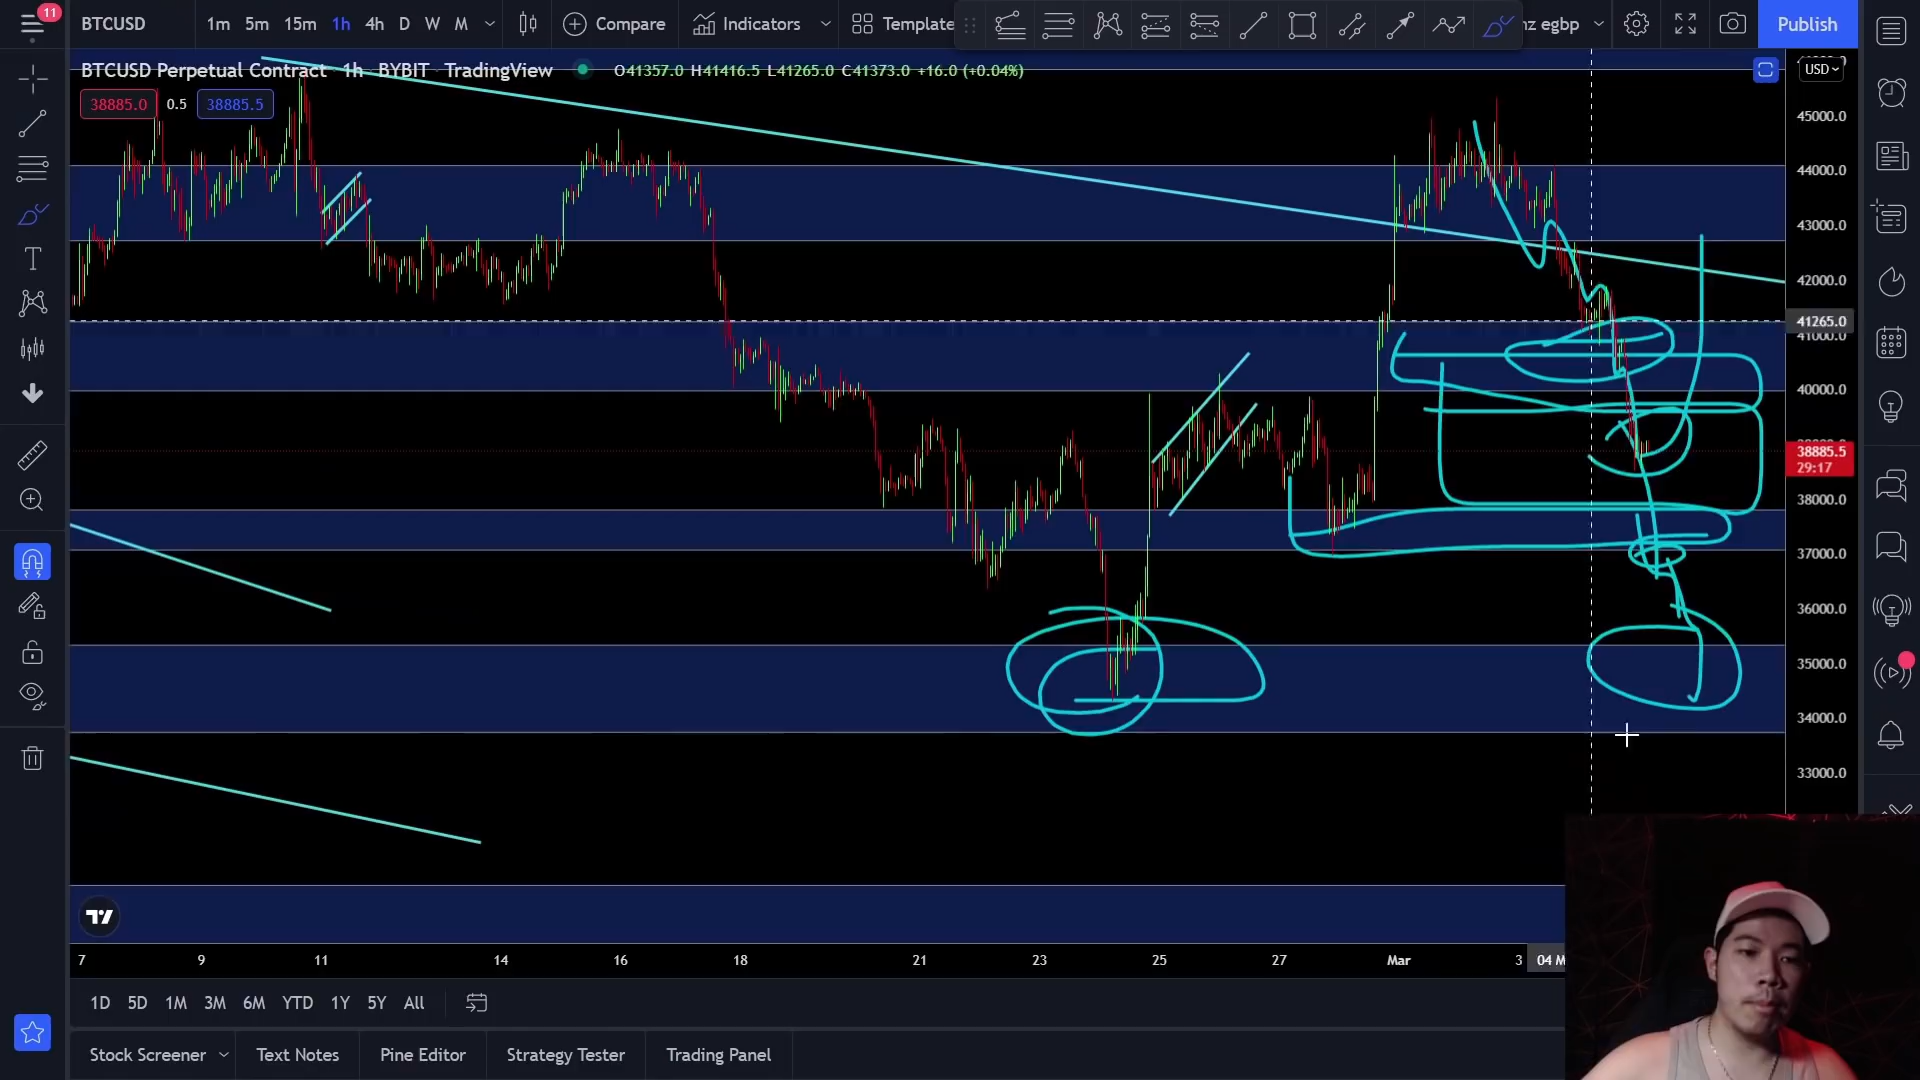 11
BTCUSD 1m 5m 15m 1h 4h D W M Compare Indicators Template nz egbp Publish
BTCUSD Perpetual Contract · 1h · BYBIT · TradingView O41357.0 H41416.5 L41265.0 C41373.0 +16.0 (+0.04%)
USD
38885.0 0.5 38885.5
45000.0
44000.0
43000.0
42000.0
41265.0
41000.0
40000.0
38885.5
29:17
38000.0
37000.0
36000.0
35000.0
34000.0
33000.0
7 9 11 14 16 18 21 23 25 27 Mar 3 04 M
1D 5D 1M 3M 6M YTD 1Y 5Y All
Stock Screener Text Notes Pine Editor Strategy Tester Trading Panel